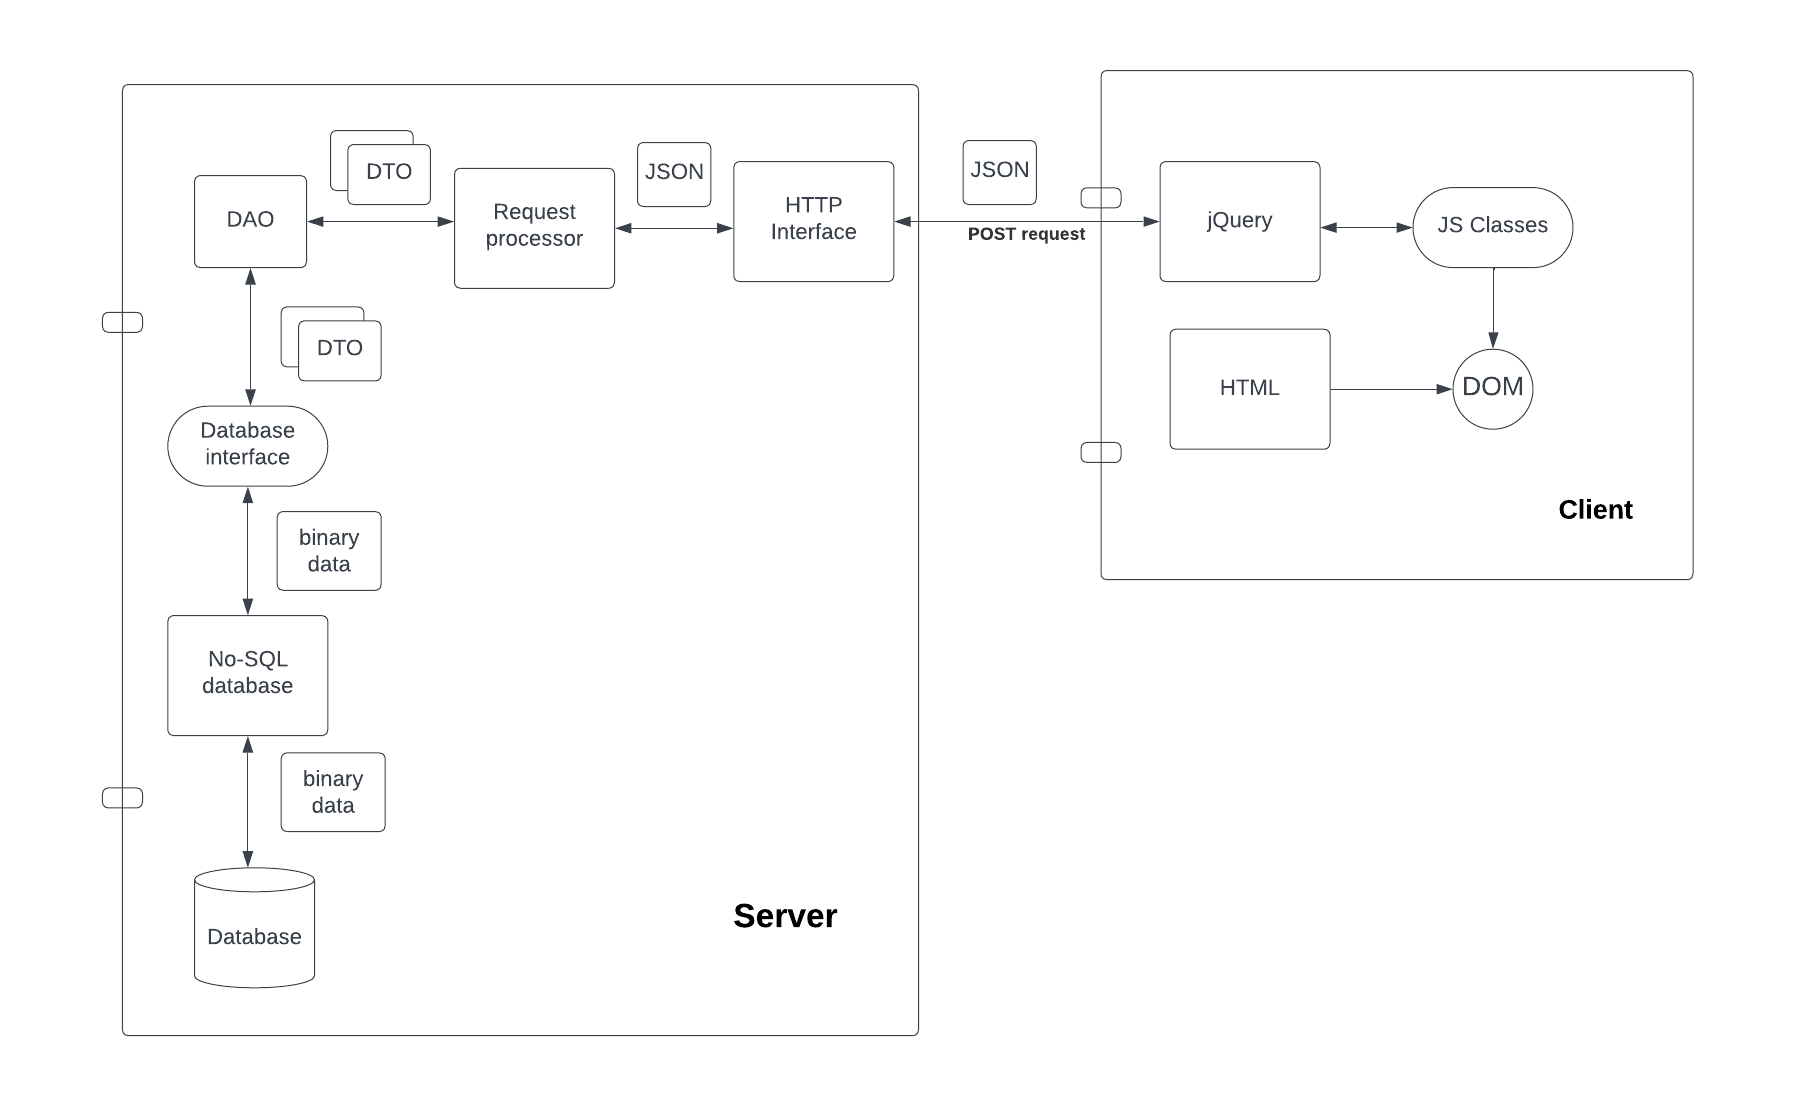 DTO
JSON
JSON
DAO
Request
processor
HTTP
Interface
POST request
jQuery
JS Classes
DTO
HTML
DOM
Database
interface
binary
data
Client
No-SQL
database
binary
data
Server
Database